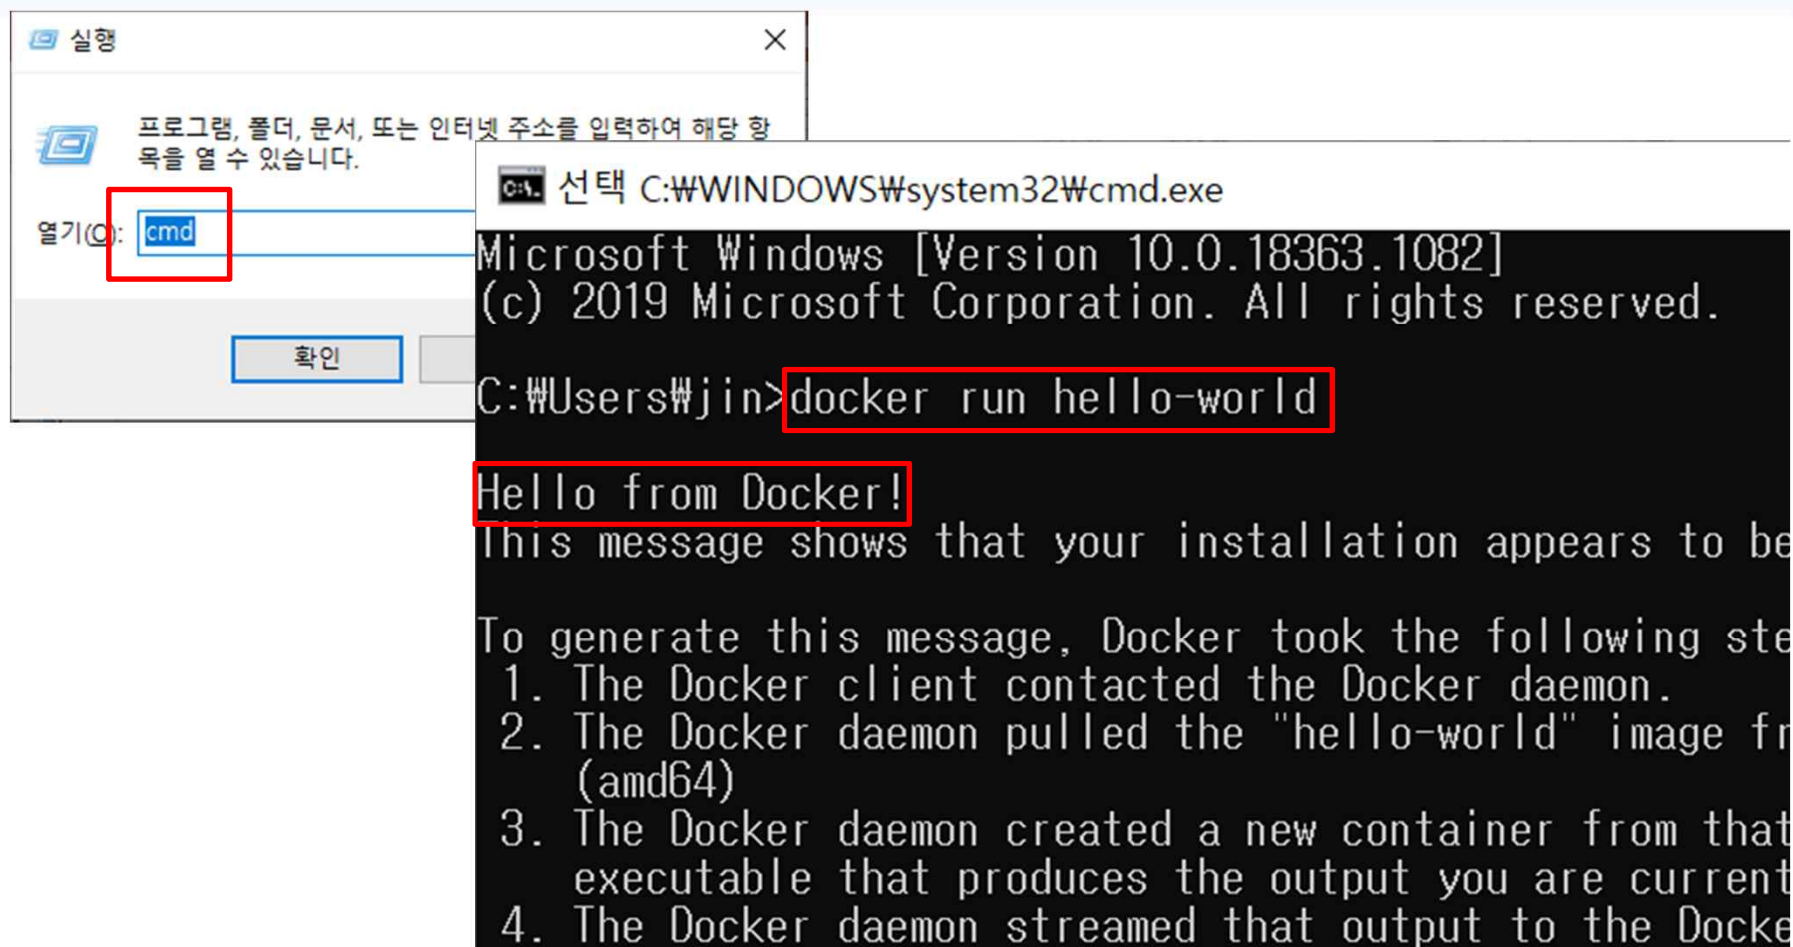 실행
프로그램, 폴더, 문서, 또는 인터넷 주소를 입력하여 해당 항
목을 열 수 있습니다.
열기(O): cmd
확인
선택 C:₩WINDOWS₩system32₩cmd.exe
Microsoft Windows [Version 10.0.18363.1082]
(c) 2019 Microsoft Corporation. All rights reserved.
C:₩Users₩jin>docker run hello-world
Hello from Docker!
This message shows that your installation appears to be
To generate this message, Docker took the following ste
1. The Docker client contacted the Docker daemon.
2. The Docker daemon pulled the "hello-world" image fr
(amd64)
3. The Docker daemon created a new container from that
executable that produces the output you are current
4. The Docker daemon streamed that output to the Docke